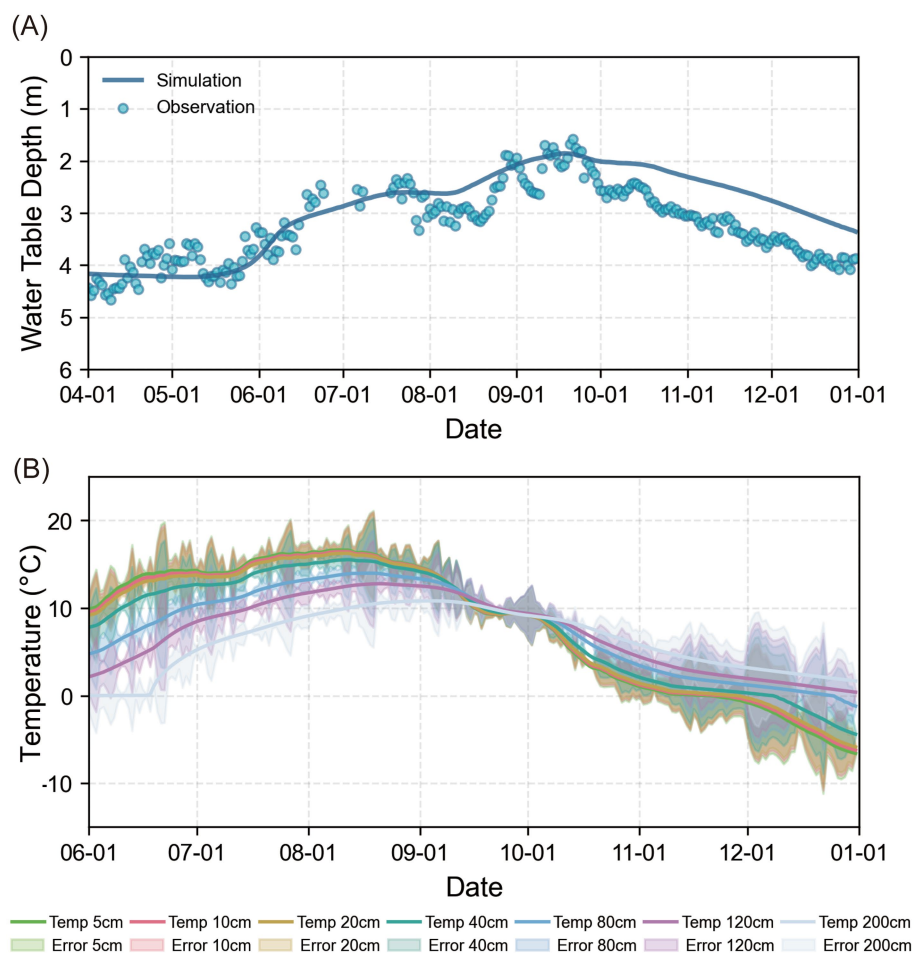 (A)
0
1
2
3
4
5
6
Water Table Depth (m)
Simulation
Observation
04-01 05-01 06-01 07-01 08-01 09-01 10-01 11-01 12-01 01-01
Date
(B)
20
10
0
-10
Temperature (°C)
06-01 07-01 08-01 09-01 10-01 11-01 12-01 01-01
Date
Temp 5cm Temp 10cm Temp 20cm Temp 40cm Temp 80cm Temp 120cm Temp 200cm
Error 5cm Error 10cm Error 20cm Error 40cm Error 80cm Error 120cm Error 200cm